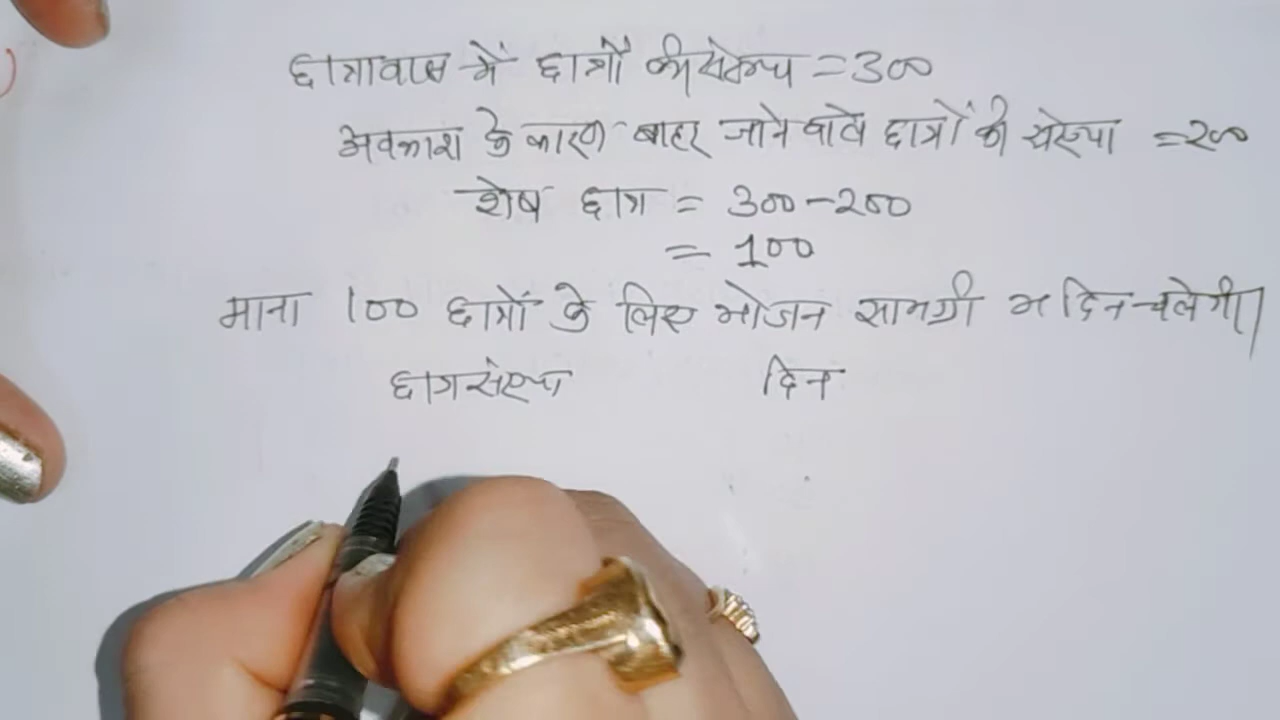 छात्रावास में छात्रों की संख्या = 300
अवकाश के कारण बाहर जाने वाले छात्रों की संख्या = 200
शेष छात्र = 300 - 200
= 100
माना 100 छात्रों के लिए भोजन सामग्री म दिन चलेगी।
छात्र संख्या दिन